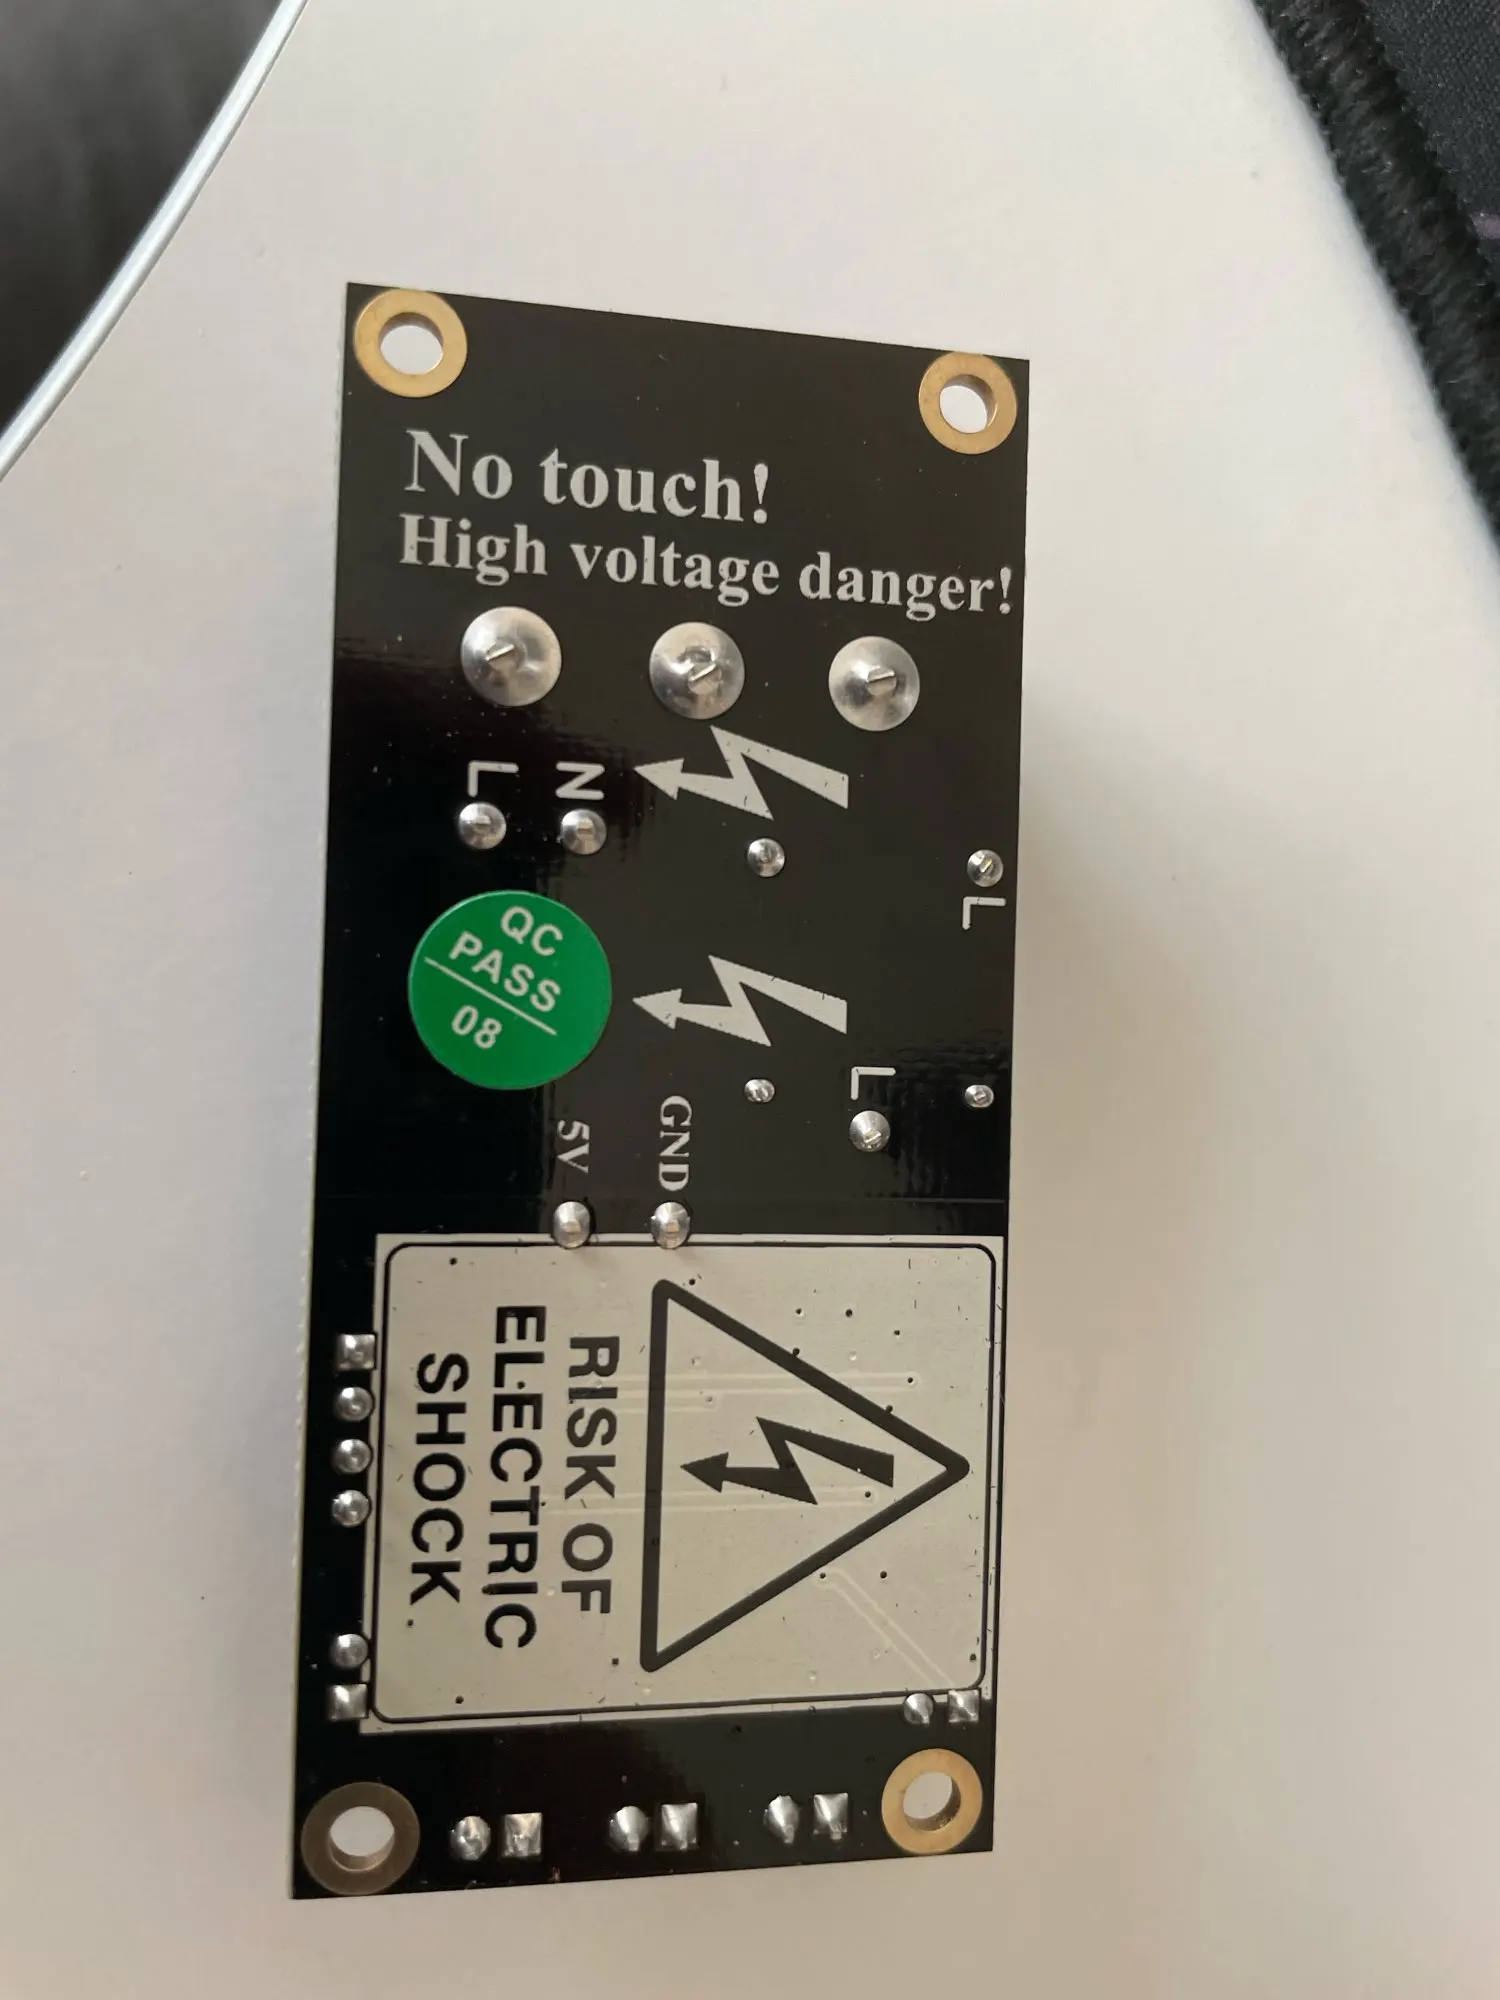 No touch!
High voltage danger!
L
N
L
QC
PASS
08
L
GND
5V
RISK OF
ELECTRIC
SHOCK